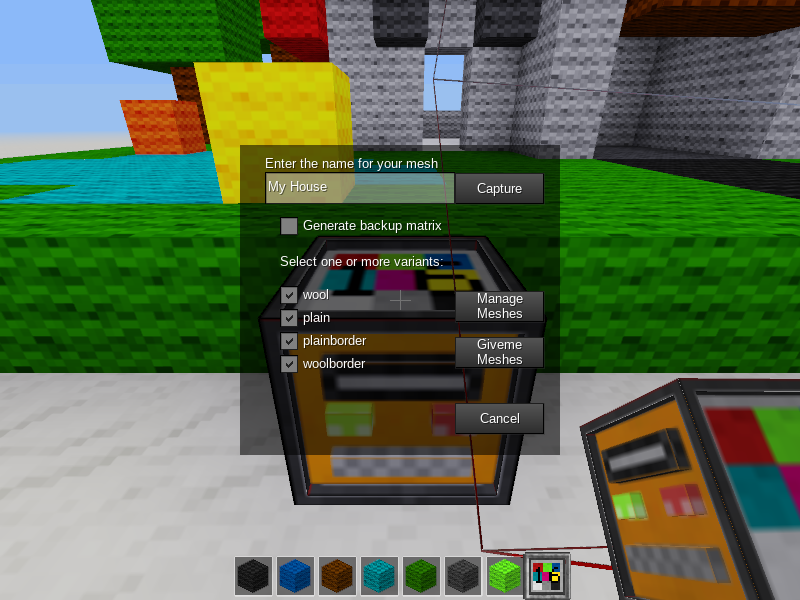 Enter the name for your mesh
My House
Capture
Generate backup matrix
Select one or more variants:
wool
plain
plainborder
woolborder
Manage
Meshes
Giveme
Meshes
Cancel